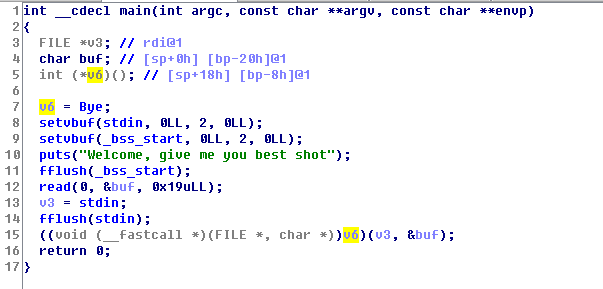 1 int __cdecl main(int argc, const char **argv, const char **envp)
2 {
3 FILE *v3; // rdi@1
4 char buf; // [sp+0h] [bp-20h]@1
5 int (*v6)(); // [sp+18h] [bp-8h]@1
6
7 v6 = Bye;
8 setvbuf(stdin, 0LL, 2, 0LL);
9 setvbuf(_bss_start, 0LL, 2, 0LL);
10 puts("Welcome, give me you best shot");
11 fflush(_bss_start);
12 read(0, &buf, 0x19uLL);
13 v3 = stdin;
14 fflush(stdin);
15 ((void (__fastcall *)(FILE *, char *))v6)(v3, &buf);
16 return 0;
17 }